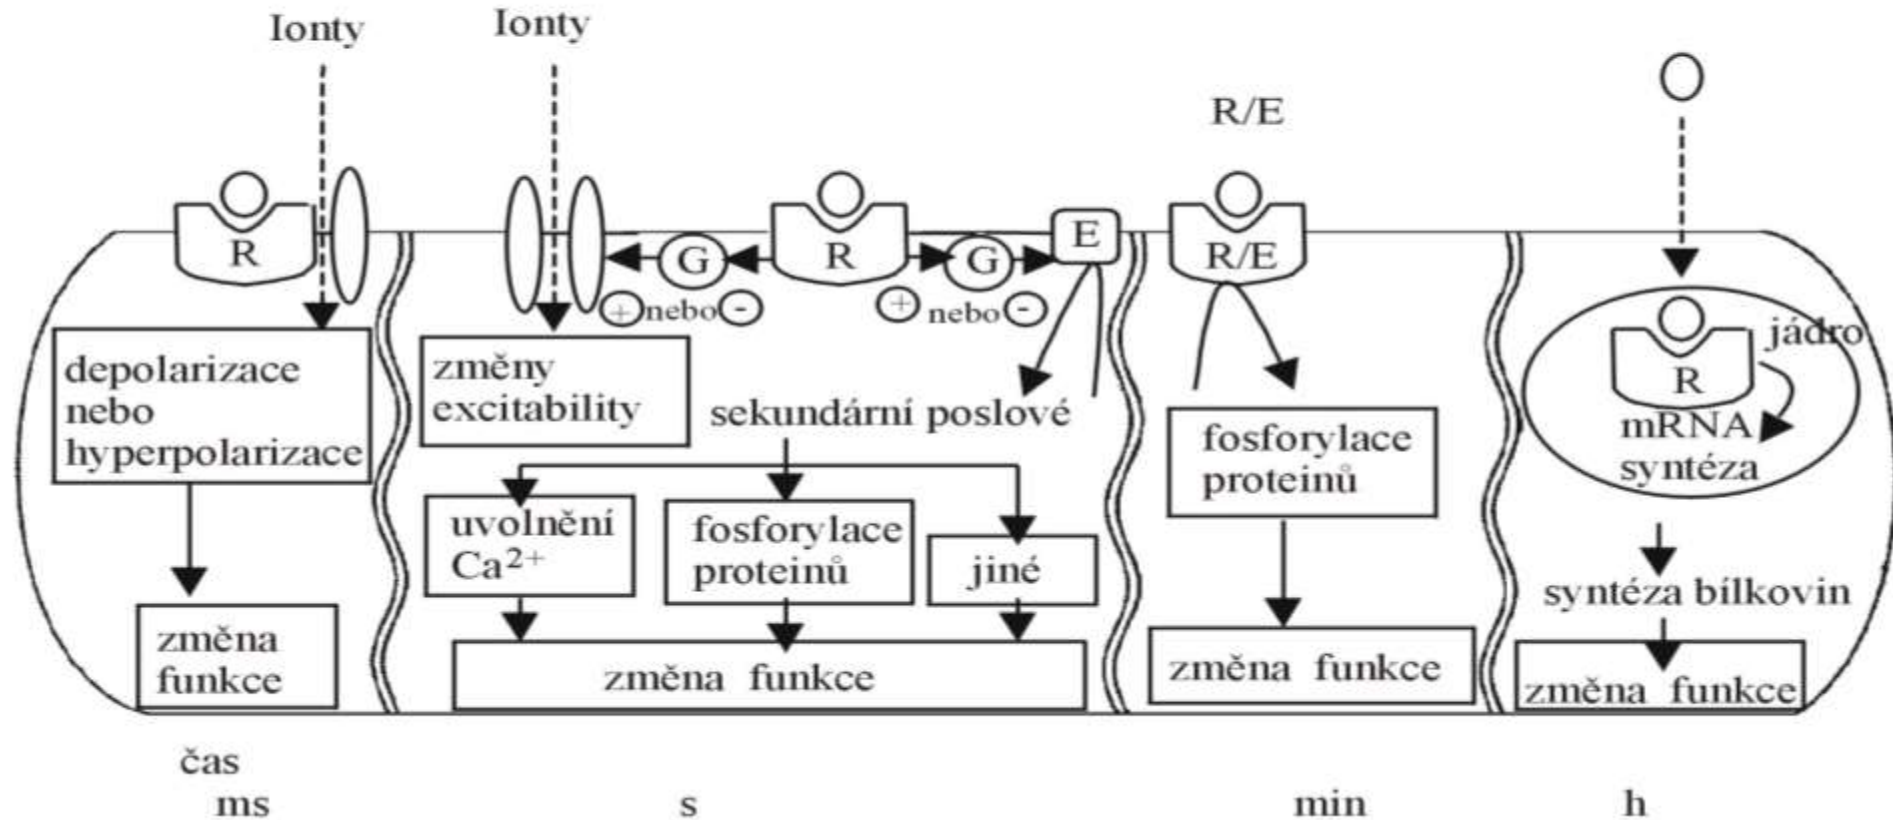 Ionty
Ionty
R/E
R
G
R
G
E
R/E
+ nebo -
+ nebo -
depolarizace
nebo
hyperpolarizace
změna
funkce
změny
excitability
sekundární poslové
uvolnění
Ca²⁺
fosforylace
proteinů
jiné
změna funkce
fosforylace
proteinů
změna funkce
jádro
R
mRNA
syntéza
syntéza bílkovin
změna funkce
čas
ms
s
min
h